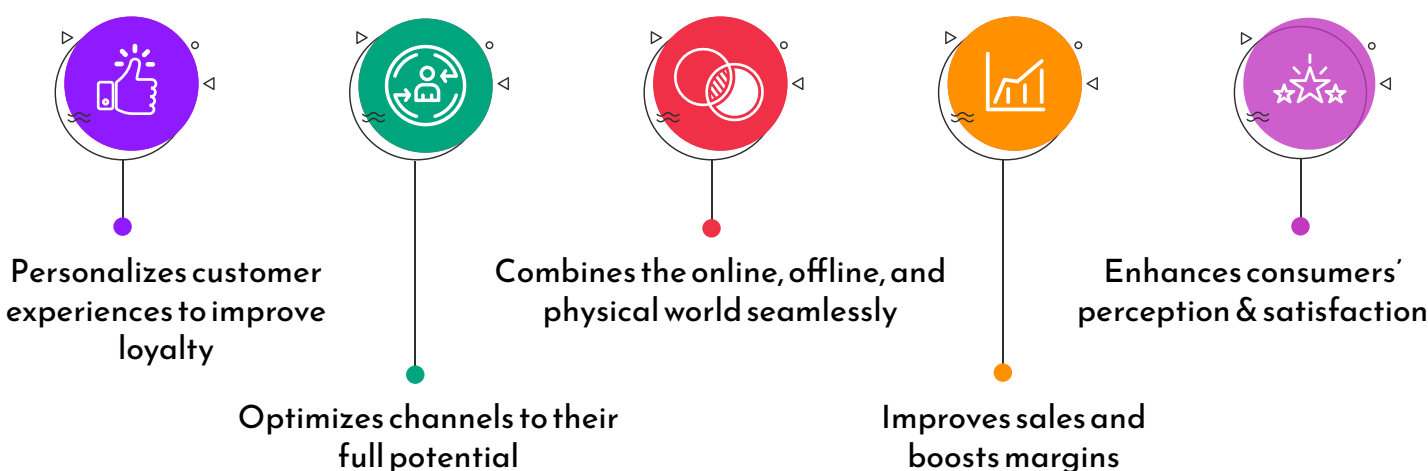 Personalizes customer
experiences to improve
loyalty
Optimizes channels to their
full potential
Combines the online, offline, and
physical world seamlessly
Improves sales and
boosts margins
Enhances consumers’
perception & satisfaction